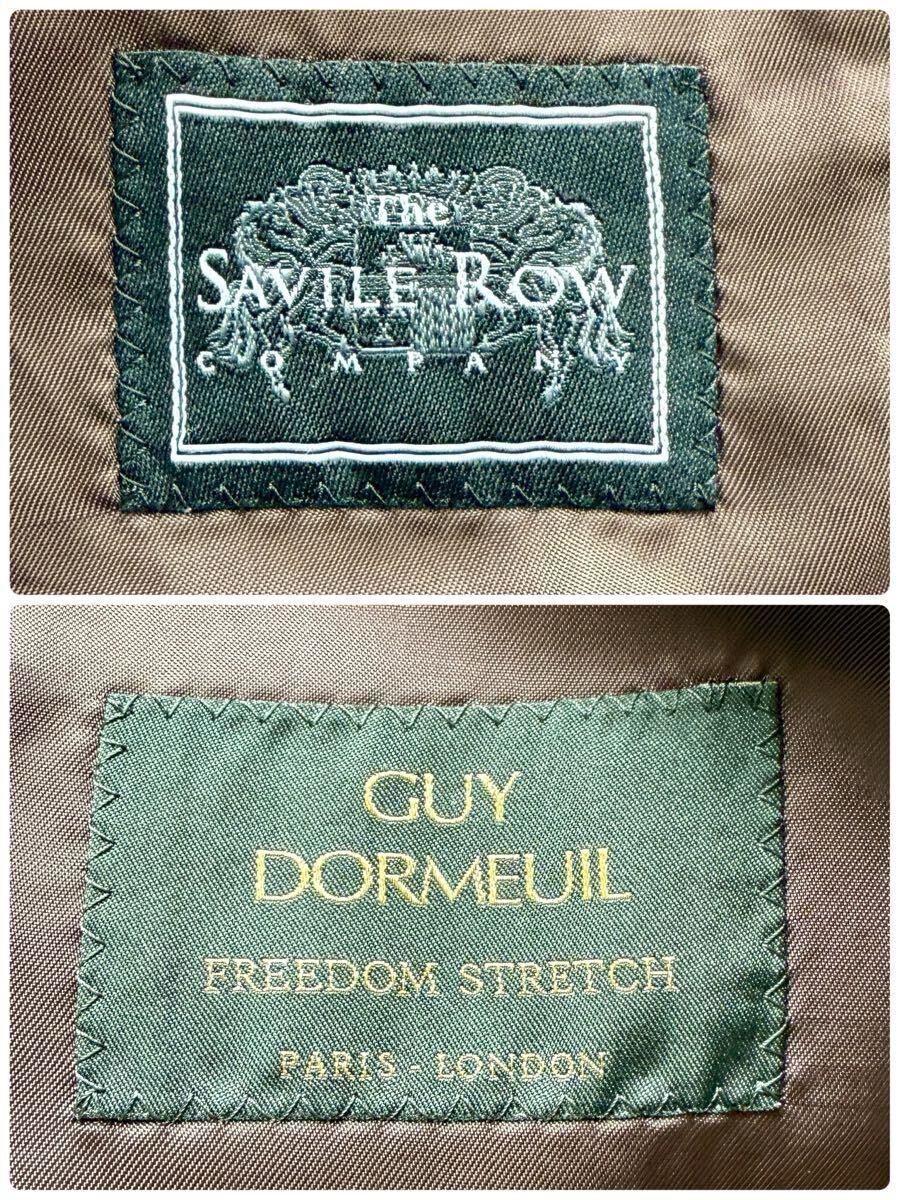 The
SAVILE ROW
COMPANY
GUY
DORMEUIL
FREEDOM STRETCH
PARIS - LONDON